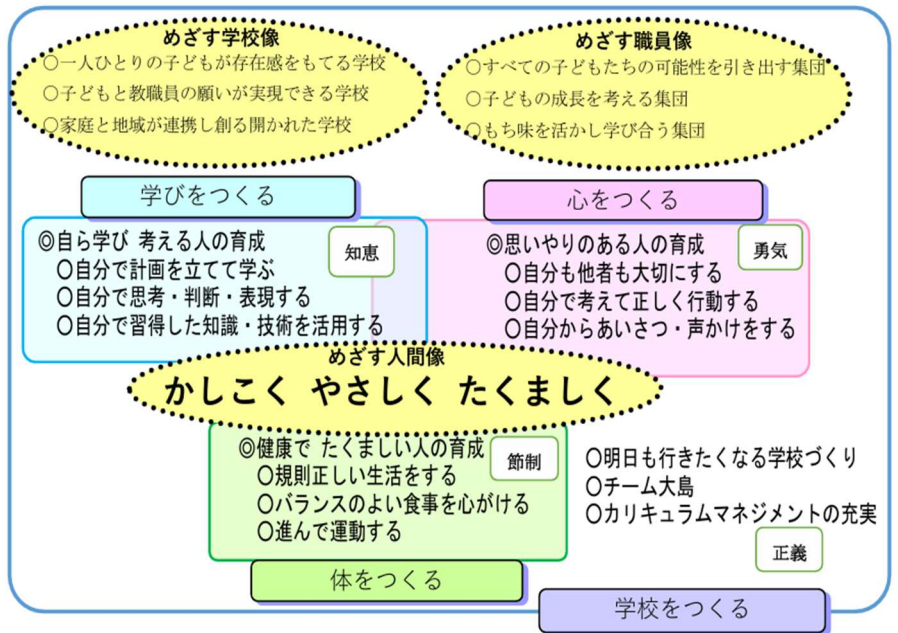 めざす学校像
○一人ひとりの子どもが存在感をもてる学校
○子どもと教職員の願いが実現できる学校
○家庭と地域が連携し創る開かれた学校
めざす職員像
○すべての子どもたちの可能性を引き出す集団
○子どもの成長を考える集団
○もち味を活かし学び合う集団
学びをつくる
◎自ら学び 考える人の育成
知恵
○自分で計画を立てて学ぶ
○自分で思考・判断・表現する
○自分で習得した知識・技術を活用する
心をつくる
◎思いやりのある人の育成
勇気
○自分も他者も大切にする
○自分で考えて正しく行動する
○自分からあいさつ・声かけをする
めざす人間像
かしこく やさしく たくましく
◎健康で たくましい人の育成
節制
○規則正しい生活をする
○バランスのよい食事を心がける
○進んで運動する
体をつくる
○明日も行きたくなる学校づくり
○チーム大島
○カリキュラムマネジメントの充実
正義
学校をつくる